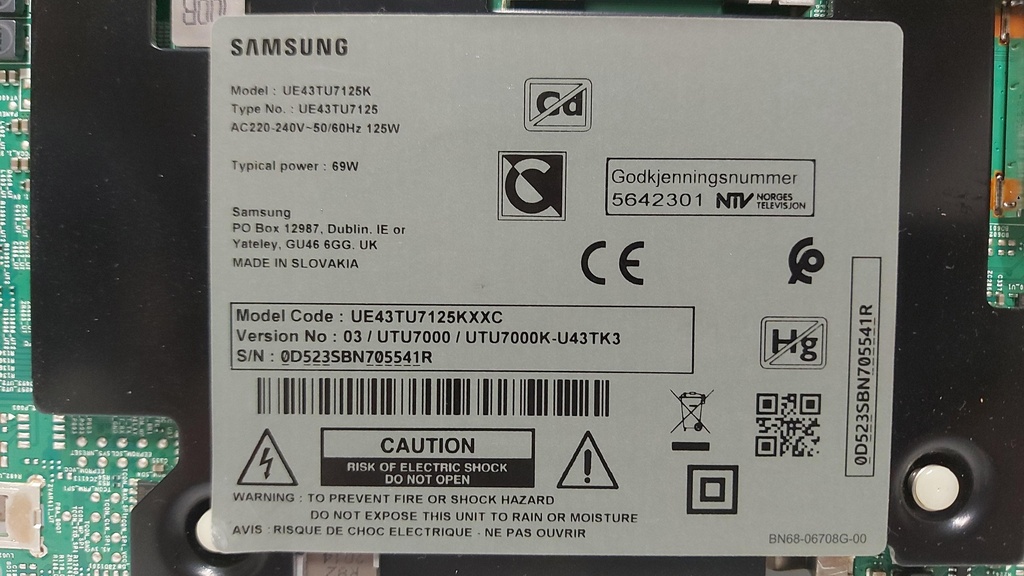 SAMSUNG
Model : UE43TU7125K
Type No. : UE43TU7125
AC220-240V~50/60Hz 125W
Typical power : 69W
Samsung
PO Box 12987, Dublin. IE or
Yateley, GU46 6GG. UK
MADE IN SLOVAKIA
Cd
Godkjenningsnummer
5642301 NTV NORGES
TELEVISJON
CE
Model Code : UE43TU7125KXXC
Version No : 03 / UTU7000 / UTU7000K-U43TK3
S/N : 0D523SBN705541R
Hg
0D523SBN705541R
CAUTION
RISK OF ELECTRIC SHOCK
DO NOT OPEN
WARNING : TO PREVENT FIRE OR SHOCK HAZARD
DO NOT EXPOSE THIS UNIT TO RAIN OR MOISTURE
AVIS : RISQUE DE CHOC ELECTRIQUE - NE PAS OUVRIR
BN68-06708G-00